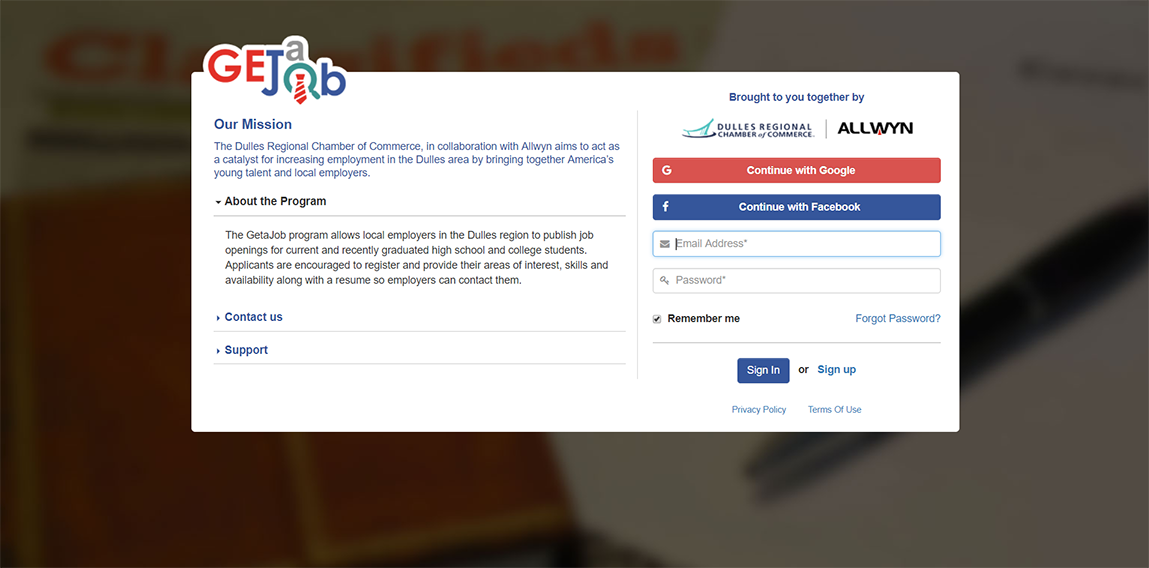 Classifieds
GETaJOb
Our Mission
The Dulles Regional Chamber of Commerce, in collaboration with Allwyn aims to act as
a catalyst for increasing employment in the Dulles area by bringing together America's
young talent and local employers.
About the Program
The GetaJob program allows local employers in the Dulles region to publish job
openings for current and recently graduated high school and college students.
Applicants are encouraged to register and provide their areas of interest, skills and
availability along with a resume so employers can contact them.
Contact us
Support
Brought to you together by
DULLES REGIONAL
CHAMBER of COMMERCE.
ALLWYN
G
Continue with Google
f
Continue with Facebook
Email Address*
Password*
Remember me
Forgot Password?
Sign In or Sign up
Privacy Policy
Terms Of Use